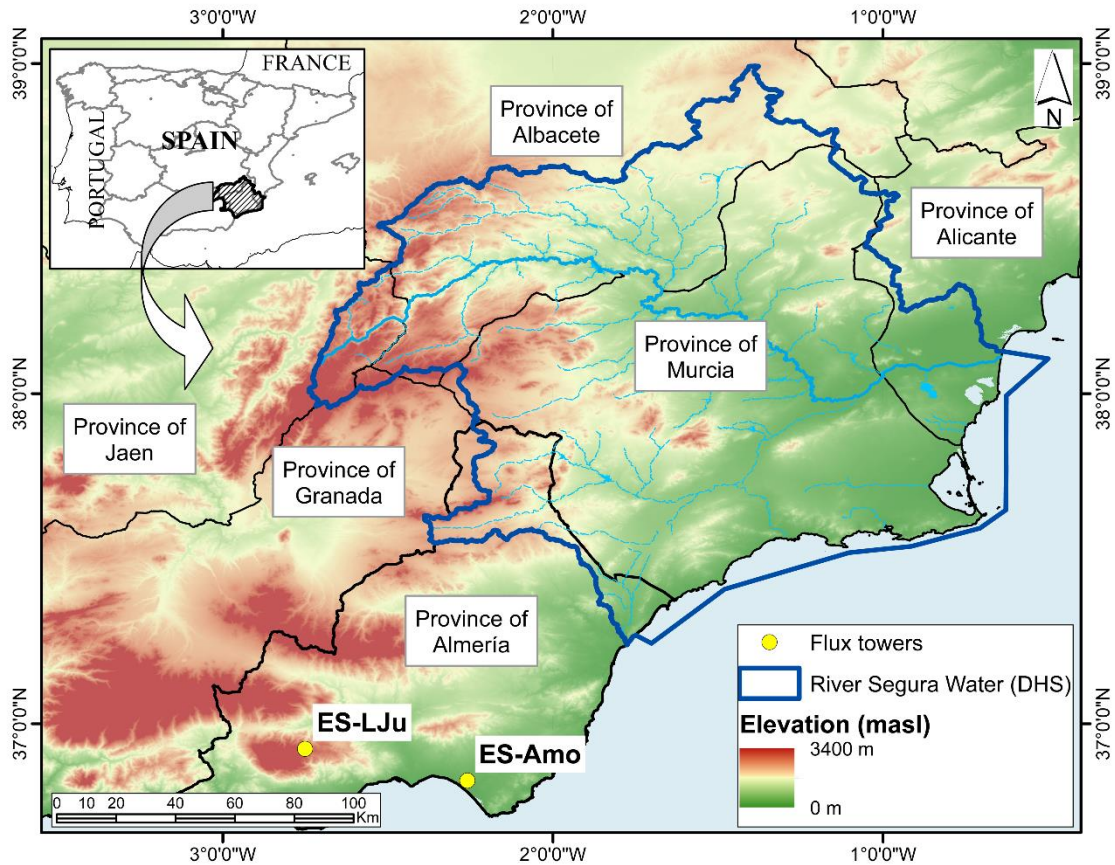 3°0'0"W
2°0'0"W
1°0'0"W
39°0'0"N
39°0'0"N
FRANCE
PORTUGAL
SPAIN
N
Province of
Albacete
Province of
Alicante
Province of
Murcia
38°0'0"N
38°0'0"N
Province of
Jaen
Province of
Granada
Province of
Almería
37°0'0"N
37°0'0"N
ES-LJu
ES-Amo
Flux towers
River Segura Water (DHS)
Elevation (masl)
3400 m
0 m
0 10 20 40 60 80 100
Km
3°0'0"W
2°0'0"W
1°0'0"W